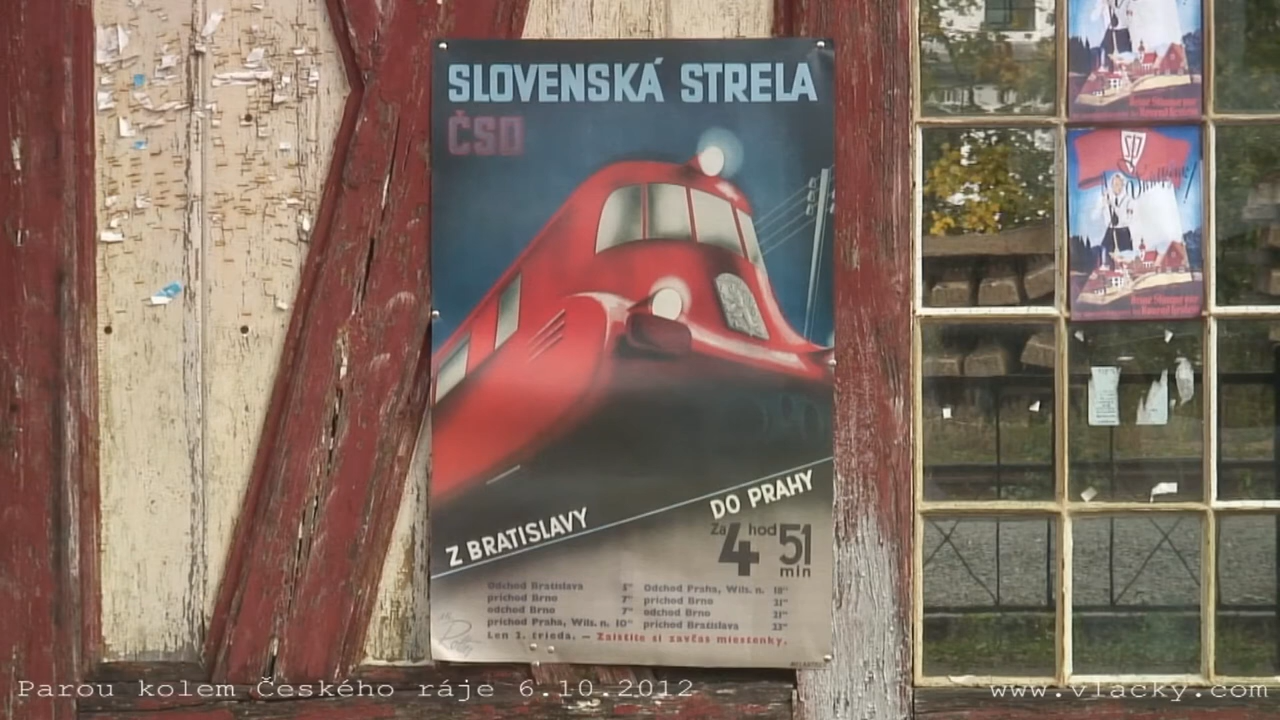 SLOVENSKÁ STRELA
ČSD
Z BRATISLAVY
DO PRAHY
Za 4 hod 51 min
Odchod Bratislava
príchod Brno
odchod Brno
príchod Praha, Wils. n.
Odchod Praha, Wils. n.
príchod Brno
odchod Brno
príchod Bratislava
Len 2. trieda. – Zaistite si zavčas miestenky.
Parou kolem Českého ráje 6.10.2012
www.vlacky.com